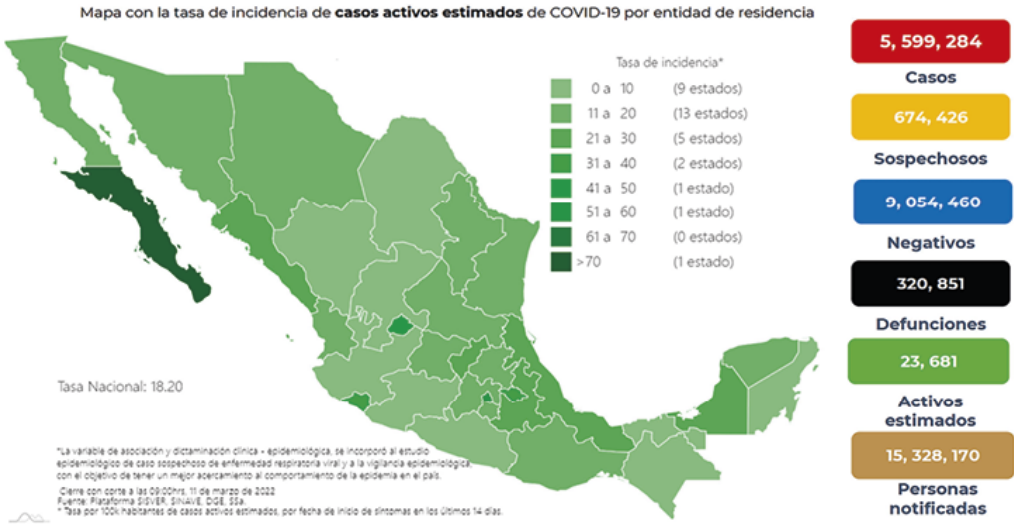 Mapa con la tasa de incidencia de casos activos estimados de COVID-19 por entidad de residencia
Tasa de incidencia*
0 a 10 (9 estados)
11 a 20 (13 estados)
21 a 30 (5 estados)
31 a 40 (2 estados)
41 a 50 (1 estado)
51 a 60 (1 estado)
61 a 70 (0 estados)
>70 (1 estado)
Tasa Nacional: 18.20
*La variable de asociación y dictaminación clínica - epidemiológica, se incorporó al estudio
epidemiológico de caso sospechoso de enfermedad respiratoria viral y a la vigilancia epidemiológica,
con el objetivo de tener un mejor acercamiento al comportamiento de la epidemia en el país.
Cierre con corte a las 09:00hrs, 11 de marzo de 2022
Fuente: Plataforma SISVER, SINAVE, DGE, SSa.
* Tasa por 100k habitantes de casos activos estimados, por fecha de inicio de síntomas en los últimos 14 días.
5, 599, 284
Casos
674, 426
Sospechosos
9, 054, 460
Negativos
320, 851
Defunciones
23, 681
Activos
estimados
15, 328, 170
Personas
notificadas